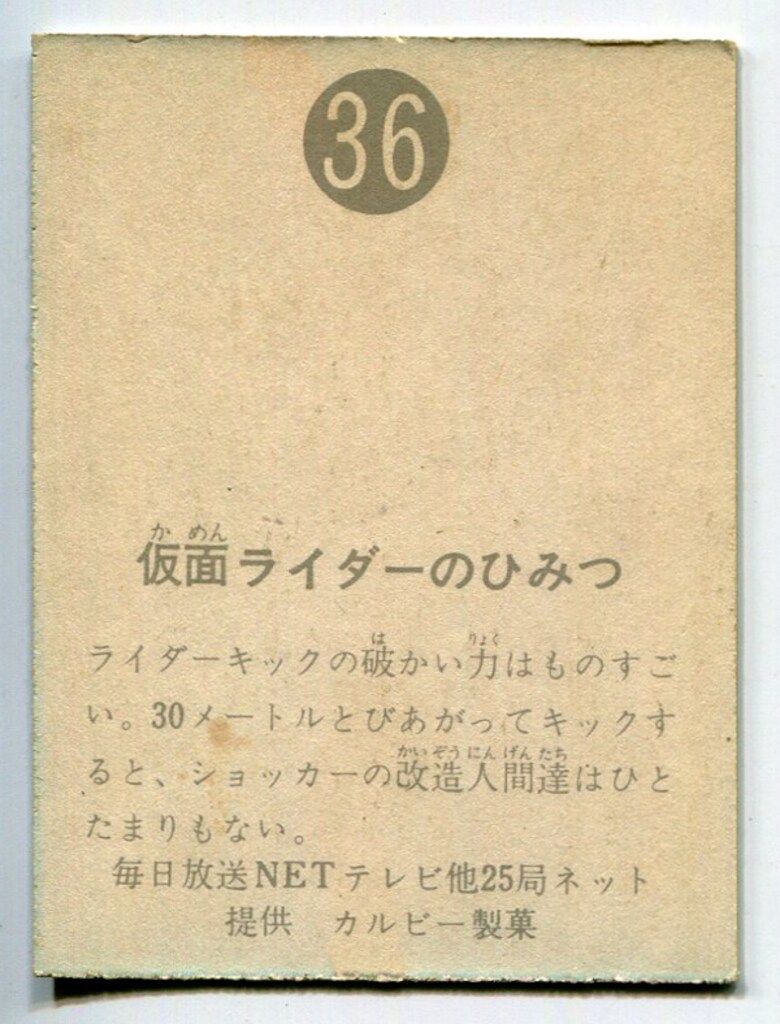 36
仮面ライダーのひみつ
ライダーキックの破かい力はものすご
い。30メートルとびあがってキックす
ると、ショッカーの改造人間達はひと
たまりもない。
毎日放送NETテレビ他25局ネット
提供　カルビー製菓